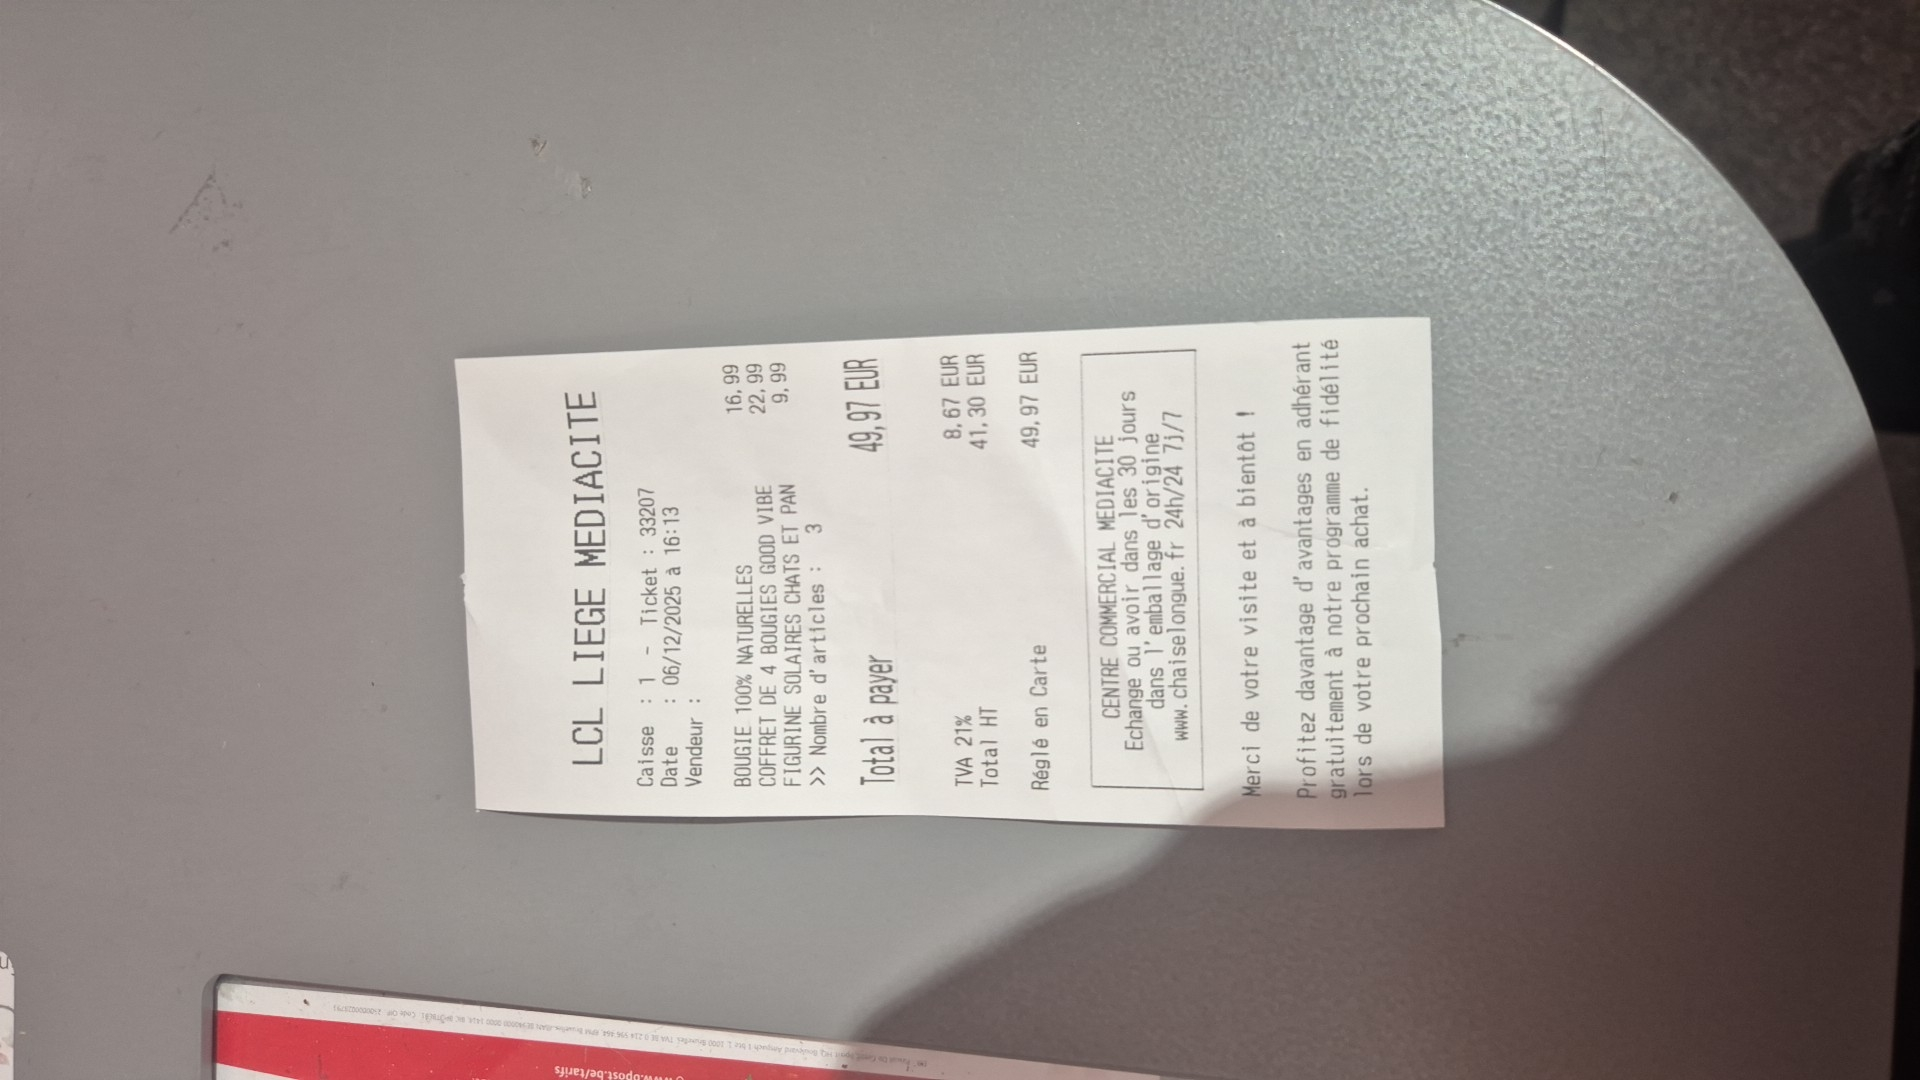 LCL LIEGE MEDIACITE
Caisse : 1 - Ticket : 33207
Date : 06/12/2025 à 16:13
Vendeur :
BOUGIE 100% NATURELLES 16,99
COFFRET DE 4 BOUGIES GOOD VIBE 22,99
FIGURINE SOLAIRES CHATS ET PAN 9,99
>> Nombre d'articles : 3
Total à payer 49,97 EUR
TVA 21% 8,67 EUR
Total HT 41,30 EUR
Réglé en Carte 49,97 EUR
CENTRE COMMERCIAL MEDIACITE
Echange ou avoir dans les 30 jours
dans l'emballage d'origine
www.chaiselongue.fr 24h/24 7j/7
Merci de votre visite et à bientôt !
Profitez davantage d'avantages en adhérant
gratuitement à notre programme de fidélité
lors de votre prochain achat.
www.bpost.be/tarifs